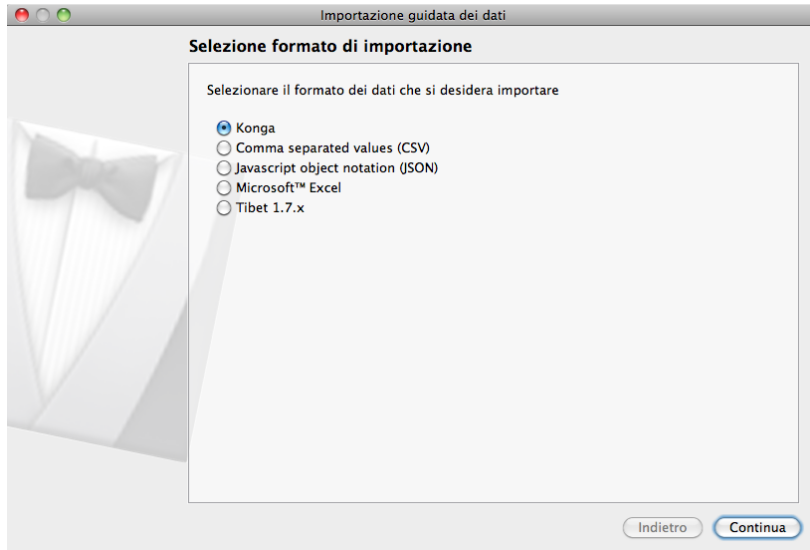 Importazione guidata dei dati
Selezione formato di importazione
Selezionare il formato dei dati che si desidera importare
Konga
Comma separated values (CSV)
Javascript object notation (JSON)
Microsoft™ Excel
Tibet 1.7.x
Indietro
Continua